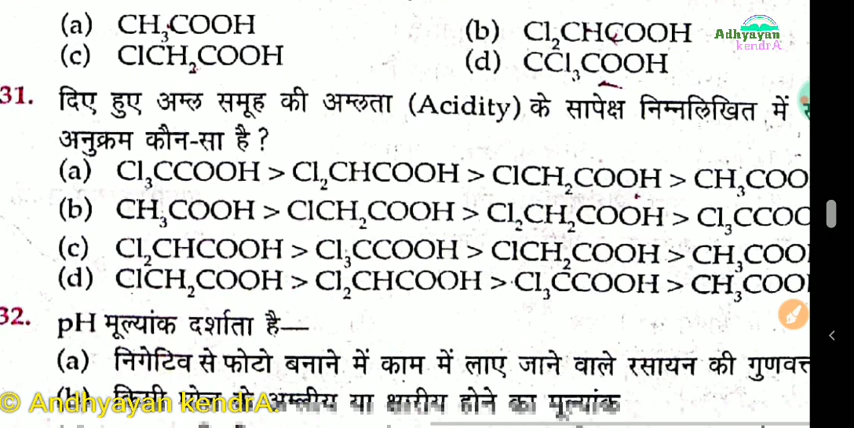 (a) CH₃COOH (b) Cl₂CHCOOH
Adhyayan
kendrA
(c) ClCH₂COOH (d) CCl₃COOH
31. दिए हुए अम्ल समूह की अम्लता (Acidity) के सापेक्ष निम्नलिखित में
अनुक्रम कौन-सा है ?
(a) Cl₃CCOOH > Cl₂CHCOOH > ClCH₂COOH > CH₃COO
(b) CH₃COOH > ClCH₂COOH > Cl₂CH₂COOH > Cl₃CCOO
(c) Cl₂CHCOOH > Cl₃CCOOH > ClCH₂COOH > CH₃COO
(d) ClCH₂COOH > Cl₂CHCOOH > Cl₃CCOOH > CH₃COO
32. pH मूल्यांक दर्शाता है—
(a) निगेटिव से फोटो बनाने में काम में लाए जाने वाले रसायन की
(b) अम्लीय या क्षारीय होने का मूल्यांक
© Andhyayan kendrA